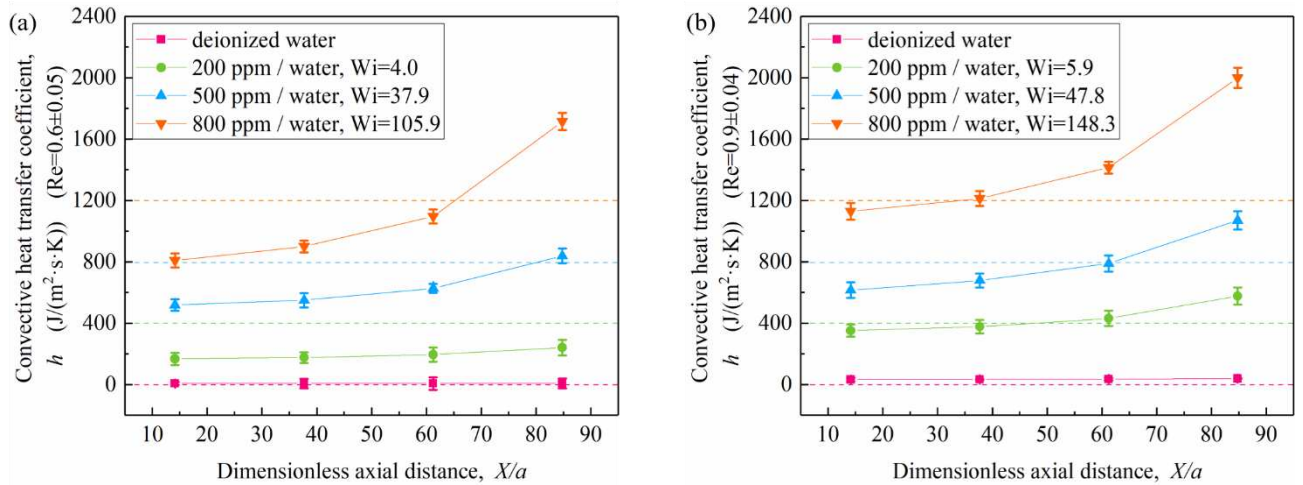 (a)
Convective heat transfer coefficient,
h (J/(m²·s·K)) (Re=0.6±0.05)
2400
2000
1600
1200
800
400
0
deionized water
200 ppm / water, Wi=4.0
500 ppm / water, Wi=37.9
800 ppm / water, Wi=105.9
10 20 30 40 50 60 70 80 90
Dimensionless axial distance, X/a
(b)
Convective heat transfer coefficient,
h (J/(m²·s·K)) (Re=0.9±0.04)
2400
2000
1600
1200
800
400
0
deionized water
200 ppm / water, Wi=5.9
500 ppm / water, Wi=47.8
800 ppm / water, Wi=148.3
10 20 30 40 50 60 70 80 90
Dimensionless axial distance, X/a